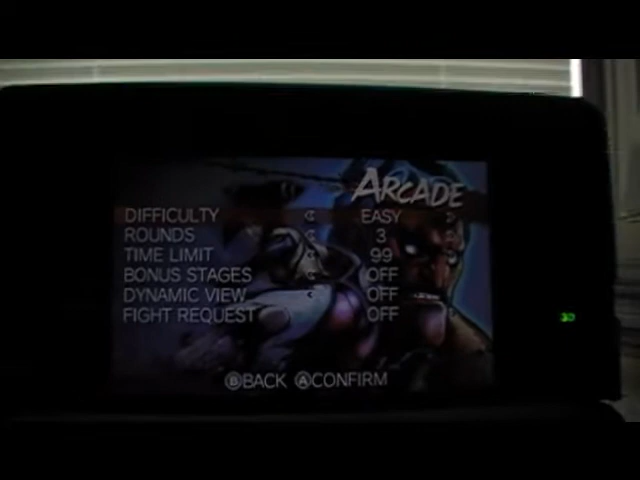 ARCADE
DIFFICULTY EASY
ROUNDS 3
TIME LIMIT 99
BONUS STAGES OFF
DYNAMIC VIEW OFF
FIGHT REQUEST OFF
B BACK A CONFIRM
3D